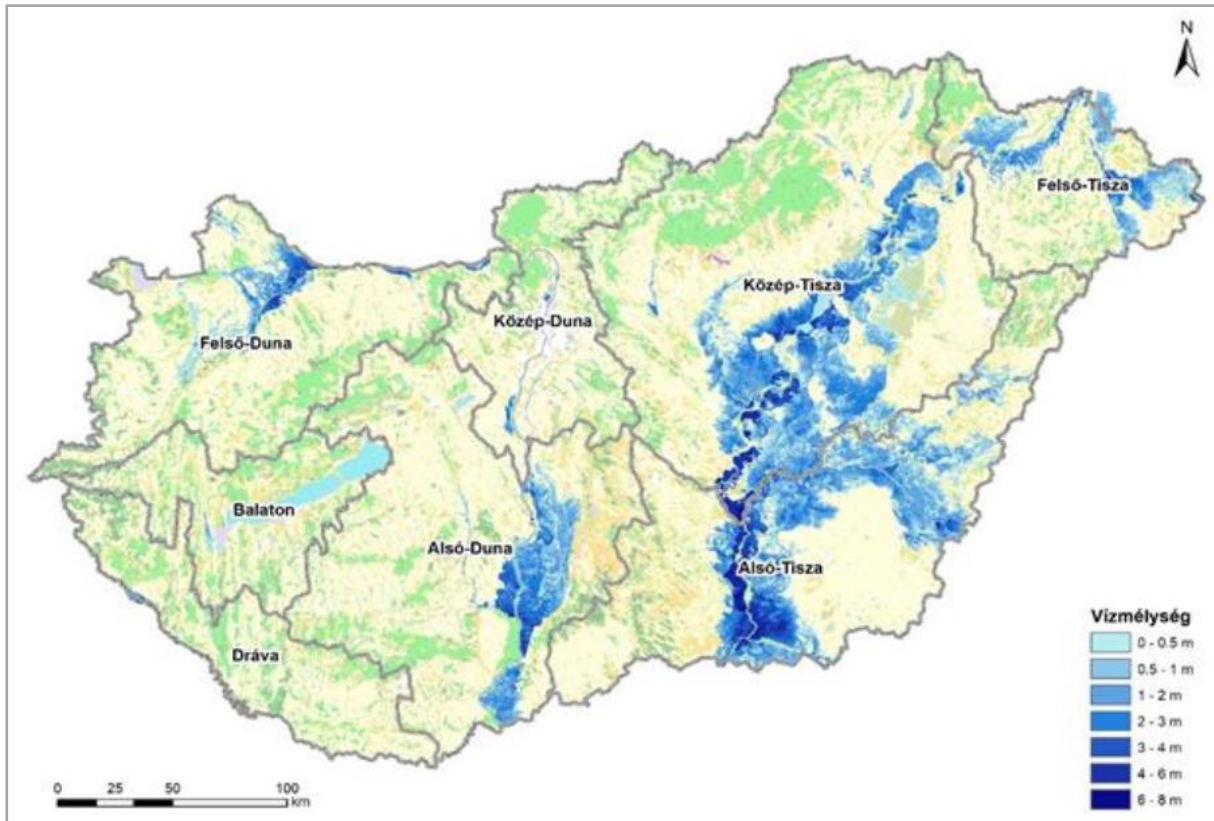 N
Felső-Tisza
Közép-Tisza
Közép-Duna
Felső-Duna
Balaton
Alsó-Duna
Alsó-Tisza
Dráva
Vízmélység
0 - 0.5 m
0.5 - 1 m
1 - 2 m
2 - 3 m
3 - 4 m
4 - 6 m
6 - 8 m
0 25 50 100
km